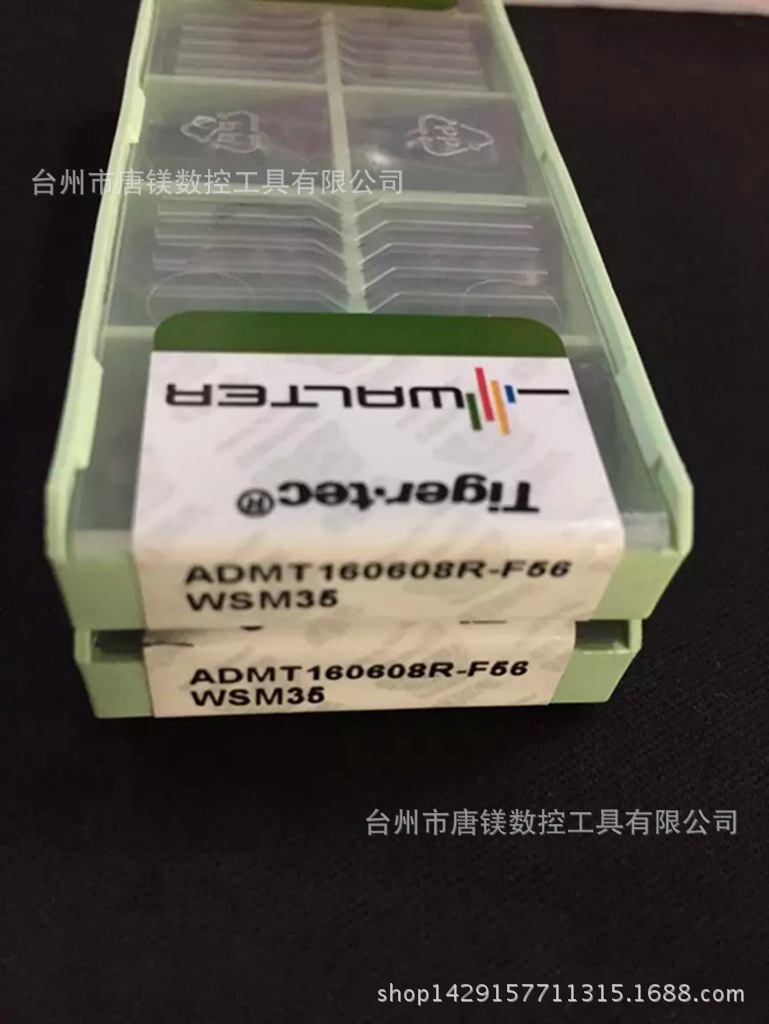 PP
PP
台州市唐镁数控工具有限公司
WALTER
Tiger·tec®
ADMT160608R-F56
WSM35
ADMT160608R-F56
WSM35
台州市唐镁数控工具有限公司
shop1429157711315.1688.com